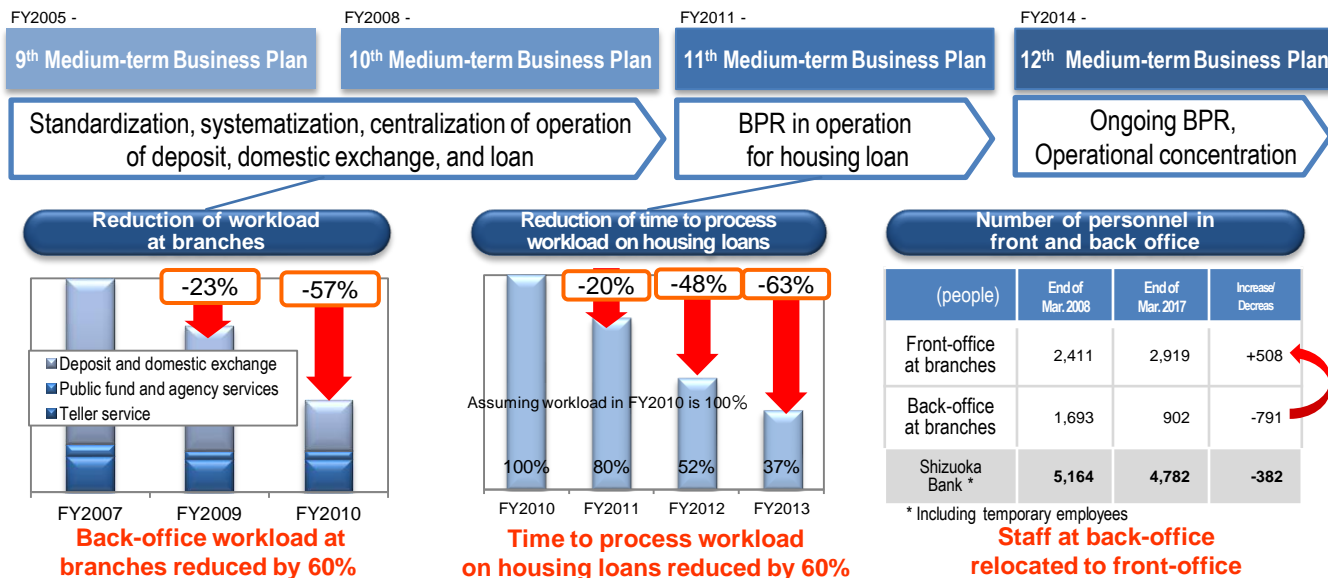 FY2005 -
FY2008 -
FY2011 -
FY2014 -
9th Medium-term Business Plan
10th Medium-term Business Plan
11th Medium-term Business Plan
12th Medium-term Business Plan
Standardization, systematization, centralization of operation
of deposit, domestic exchange, and loan
BPR in operation
for housing loan
Ongoing BPR,
Operational concentration
Reduction of workload
at branches
-23%
-57%
Deposit and domestic exchange
Public fund and agency services
Teller service
FY2007
FY2009
FY2010
Back-office workload at
branches reduced by 60%
Reduction of time to process
workload on housing loans
-20%
-48%
-63%
Assuming workload in FY2010 is 100%
100%
80%
52%
37%
FY2010
FY2011
FY2012
FY2013
Time to process workload
on housing loans reduced by 60%
Number of personnel in
front and back office
(people)
End of
Mar. 2008
End of
Mar. 2017
Increase/
Decreas
Front-office
at branches
2,411
2,919
+508
Back-office
at branches
1,693
902
-791
Shizuoka
Bank *
5,164
4,782
-382
* Including temporary employees
Staff at back-office
relocated to front-office